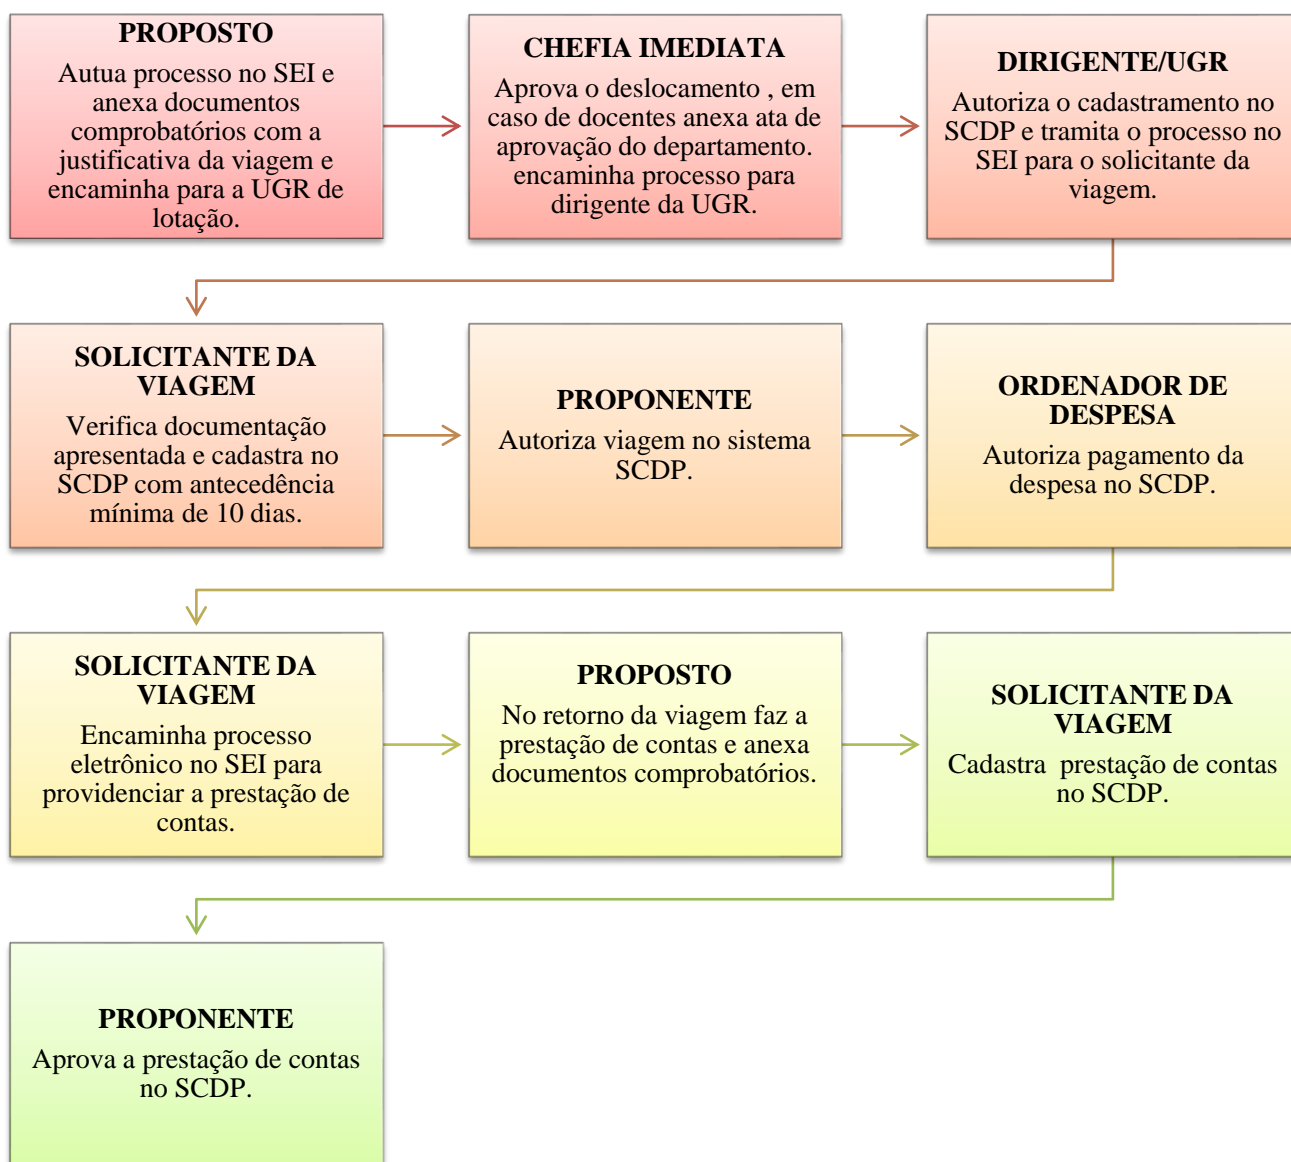 PROPOSTO
Autua processo no SEI e
anexa documentos
comprobatórios com a
justificativa da viagem e
encaminha para a UGR de
lotação.
CHEFIA IMEDIATA
Aprova o deslocamento , em
caso de docentes anexa ata de
aprovação do departamento.
encaminha processo para
dirigente da UGR.
DIRIGENTE/UGR
Autoriza o cadastramento no
SCDP e tramita o processo no
SEI para o solicitante da
viagem.
SOLICITANTE DA
VIAGEM
Verifica documentação
apresentada e cadastra no
SCDP com antecedência
mínima de 10 dias.
PROPONENTE
Autoriza viagem no sistema
SCDP.
ORDENADOR DE
DESPESA
Autoriza pagamento da
despesa no SCDP.
SOLICITANTE DA
VIAGEM
Encaminha processo
eletrônico no SEI para
providenciar a prestação de
contas.
PROPOSTO
No retorno da viagem faz a
prestação de contas e anexa
documentos comprobatórios.
SOLICITANTE DA
VIAGEM
Cadastra  prestação de contas
no SCDP.
PROPONENTE
Aprova a prestação de contas
no SCDP.